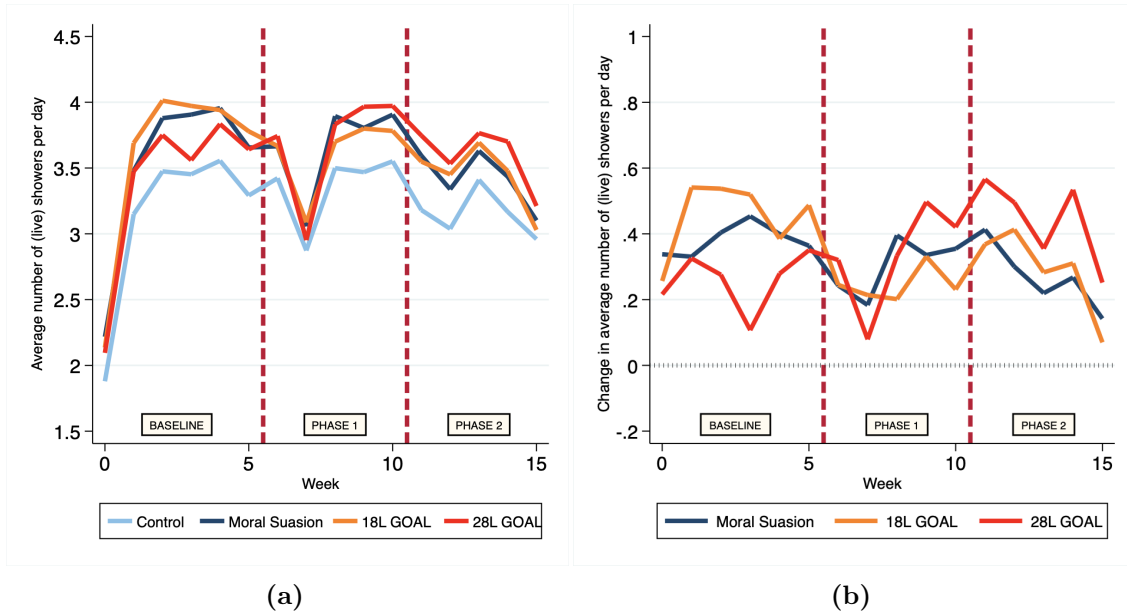 Average number of (live) showers per day
4.5
4
3.5
3
2.5
2
1.5
BASELINE
PHASE 1
PHASE 2
0
5
10
15
Week
Control
Moral Suasion
18L GOAL
28L GOAL
(a)
Change in average number of (live) showers per day
1
.8
.6
.4
.2
0
-.2
BASELINE
PHASE 1
PHASE 2
0
5
10
15
Week
Moral Suasion
18L GOAL
28L GOAL
(b)